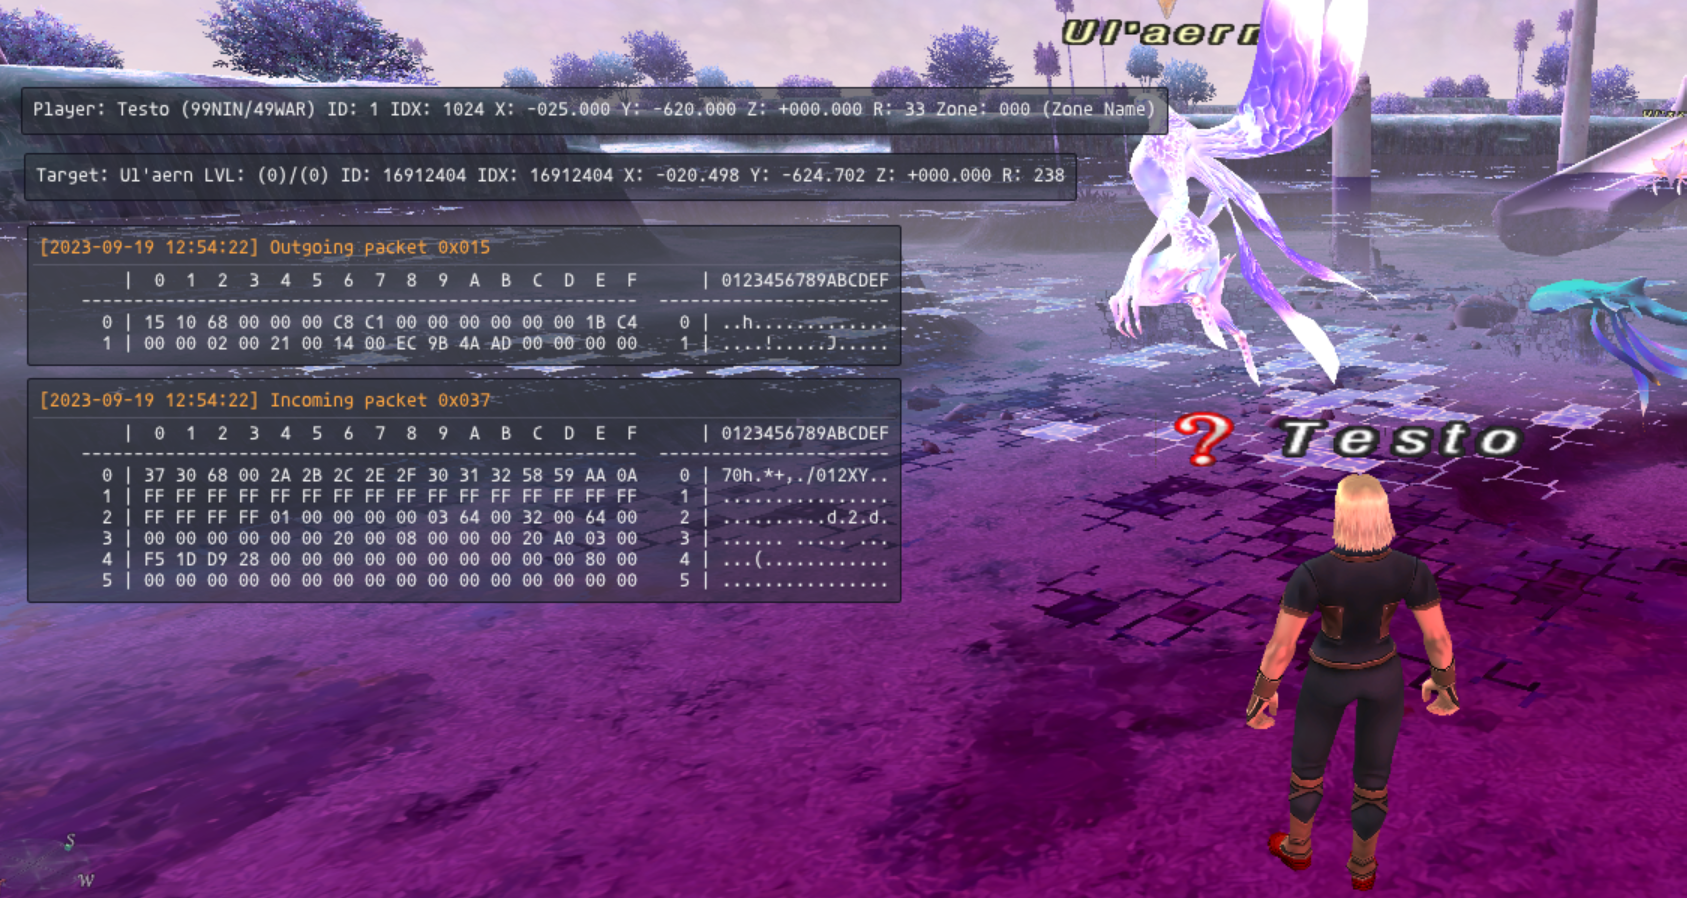 Ul'aern
Player: Testo (99NIN/49WAR) ID: 1 IDX: 1024 X: -025.000 Y: -620.000 Z: +000.000 R: 33 Zone: 000 (Zone Name)
Target: Ul'aern LVL: (0)/(0) ID: 16912404 IDX: 16912404 X: -020.498 Y: -624.702 Z: +000.000 R: 238
[2023-09-19 12:54:22] Outgoing packet 0x015
| 0 1 2 3 4 5 6 7 8 9 A B C D E F | 0123456789ABCDEF
----------------------------------------------------- ----------------------
0 | 15 10 68 00 00 00 C8 C1 00 00 00 00 00 00 1B C4 0 | ..h.............
1 | 00 00 02 00 21 00 14 00 EC 9B 4A AD 00 00 00 00 1 | ....!.....J.....
[2023-09-19 12:54:22] Incoming packet 0x037
| 0 1 2 3 4 5 6 7 8 9 A B C D E F | 0123456789ABCDEF
----------------------------------------------------- ----------------------
0 | 37 30 68 00 2A 2B 2C 2E 2F 30 31 32 58 59 AA 0A 0 | 70h.*+,./012XY..
1 | FF FF FF FF FF FF FF FF FF FF FF FF FF FF FF FF 1 | ................
2 | FF FF FF FF 01 00 00 00 00 03 64 00 32 00 64 00 2 | ..........d.2.d.
3 | 00 00 00 00 00 00 20 00 08 00 00 00 20 A0 03 00 3 | ...... ..... ...
4 | F5 1D D9 28 00 00 00 00 00 00 00 00 00 00 80 00 4 | ...(............
5 | 00 00 00 00 00 00 00 00 00 00 00 00 00 00 00 00 5 | ................
? Testo
S
W